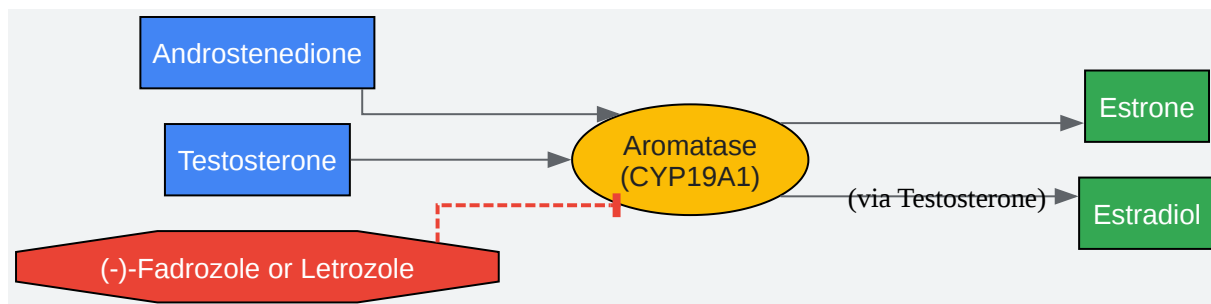 Androstenedione
Testosterone
(-)-Fadrozole or Letrozole
Aromatase
(CYP19A1)
(via Testosterone)
Estrone
Estradiol